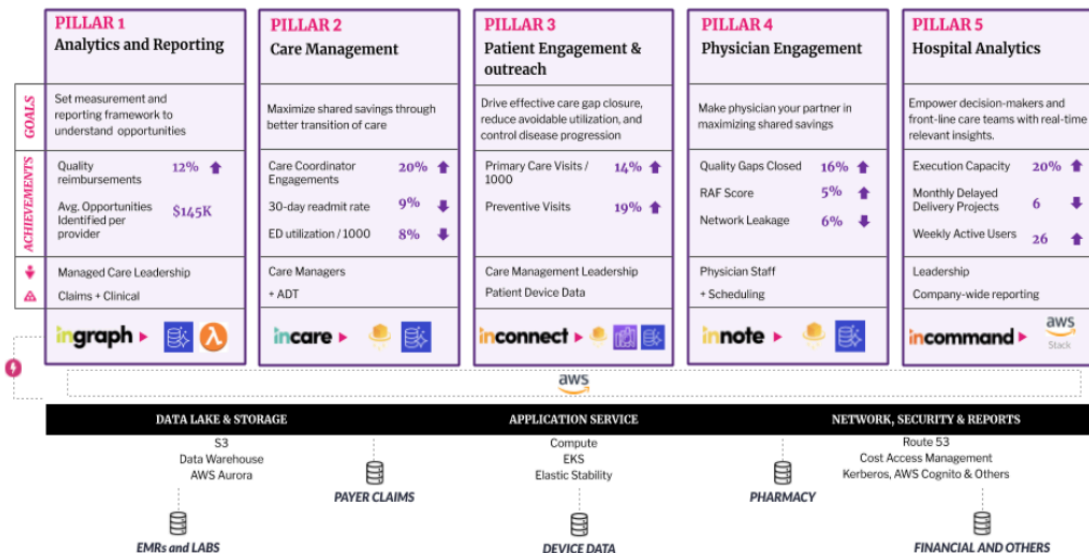 PILLAR 1
Analytics and Reporting
PILLAR 2
Care Management
PILLAR 3
Patient Engagement &
outreach
PILLAR 4
Physician Engagement
PILLAR 5
Hospital Analytics
GOALS
Set measurement and
reporting framework to
understand opportunities
Maximize shared savings through
better transition of care
Drive effective care gap closure,
reduce avoidable utilization, and
control disease progression
Make physician your partner in
maximizing shared savings
Empower decision-makers and
front-line care teams with real-time
relevant insights.
ACHIEVEMENTS
Quality
reimbursements
12%
Avg. Opportunities
Identified per
provider
$145K
Care Coordinator
Engagements
20%
30-day readmit rate
9%
ED utilization / 1000
8%
Primary Care Visits /
1000
14%
Preventive Visits
19%
Quality Gaps Closed
16%
RAF Score
5%
Network Leakage
6%
Execution Capacity
20%
Monthly Delayed
Delivery Projects
6
Weekly Active Users
26
Managed Care Leadership
Care Managers
Care Management Leadership
Physician Staff
Leadership
Claims + Clinical
+ ADT
Patient Device Data
+ Scheduling
Company-wide reporting
ingraph
incare
inconnect
innote
incommand
aws
Stack
aws
DATA LAKE & STORAGE
APPLICATION SERVICE
NETWORK, SECURITY & REPORTS
S3
Data Warehouse
AWS Aurora
Compute
EKS
Elastic Stability
Route 53
Cost Access Management
Kerberos, AWS Cognito & Others
PAYER CLAIMS
PHARMACY
EMRs and LABS
DEVICE DATA
FINANCIAL AND OTHERS